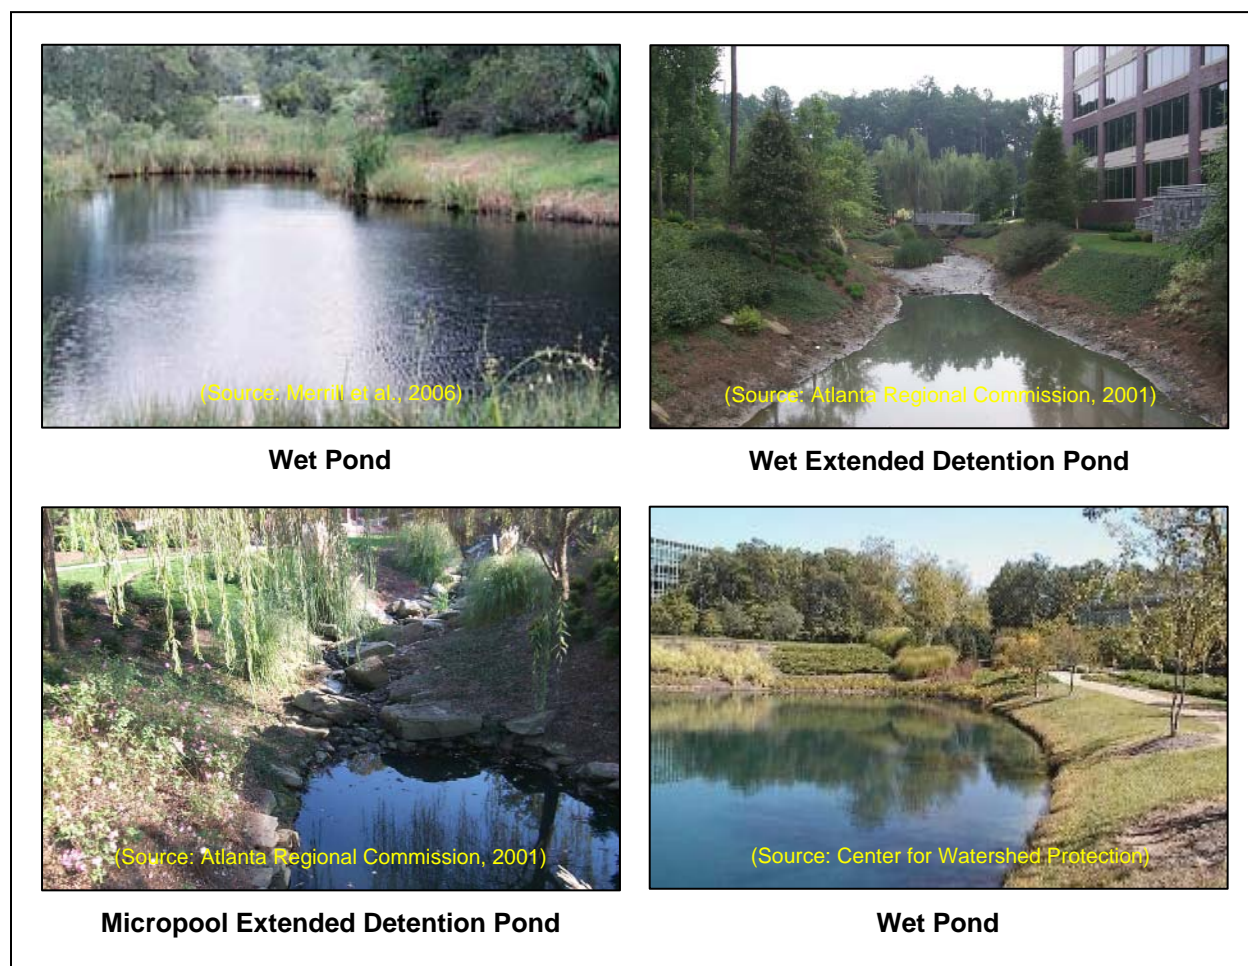 (Source: Merrill et al., 2006)
(Source: Atlanta Regional Commission, 2001)
Wet Pond
Wet Extended Detention Pond
(Source: Atlanta Regional Commission, 2001)
(Source: Center for Watershed Protection)
Micropool Extended Detention Pond
Wet Pond